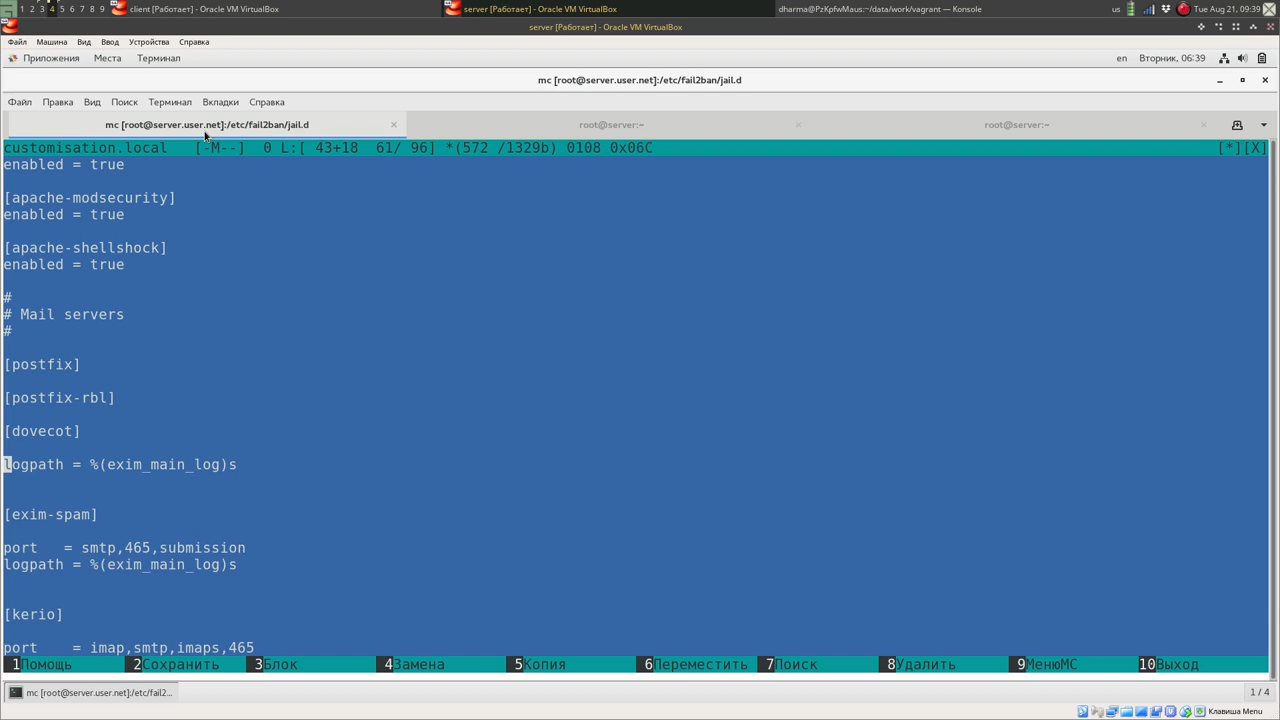 1 2 3 4 5 6 7 8 9
client [Работает] - Oracle VM VirtualBox
server [Работает] - Oracle VM VirtualBox
dharma@PzKpfwMaus:~/data/work/vagrant — Konsole
us
Tue Aug 21, 09:39
server [Работает] - Oracle VM VirtualBox
Файл Машина Вид Ввод Устройства Справка
Приложения Места Терминал
en Вторник, 06:39
mc [root@server.user.net]:/etc/fail2ban/jail.d
Файл Правка Вид Поиск Терминал Вкладки Справка
mc [root@server.user.net]:/etc/fail2ban/jail.d
root@server:~
root@server:~
customisation.local [-M--] 0 L:[ 43+18 61/ 96] *(572 /1329b) 0108 0x06C [*][X]
enabled = true
[apache-modsecurity]
enabled = true
[apache-shellshock]
enabled = true
#
# Mail servers
#
[postfix]
[postfix-rbl]
[dovecot]
logpath = %(exim_main_log)s
[exim-spam]
port = smtp,465,submission
logpath = %(exim_main_log)s
[kerio]
port = imap,smtp,imaps,465
1Помощь 2Сохранить 3Блок 4Замена 5Копия 6Переместить 7Поиск 8Удалить 9МенюMC 10Выход
mc [root@server.user.net]:/etc/fail2...
1 / 4
Клавиша Menu